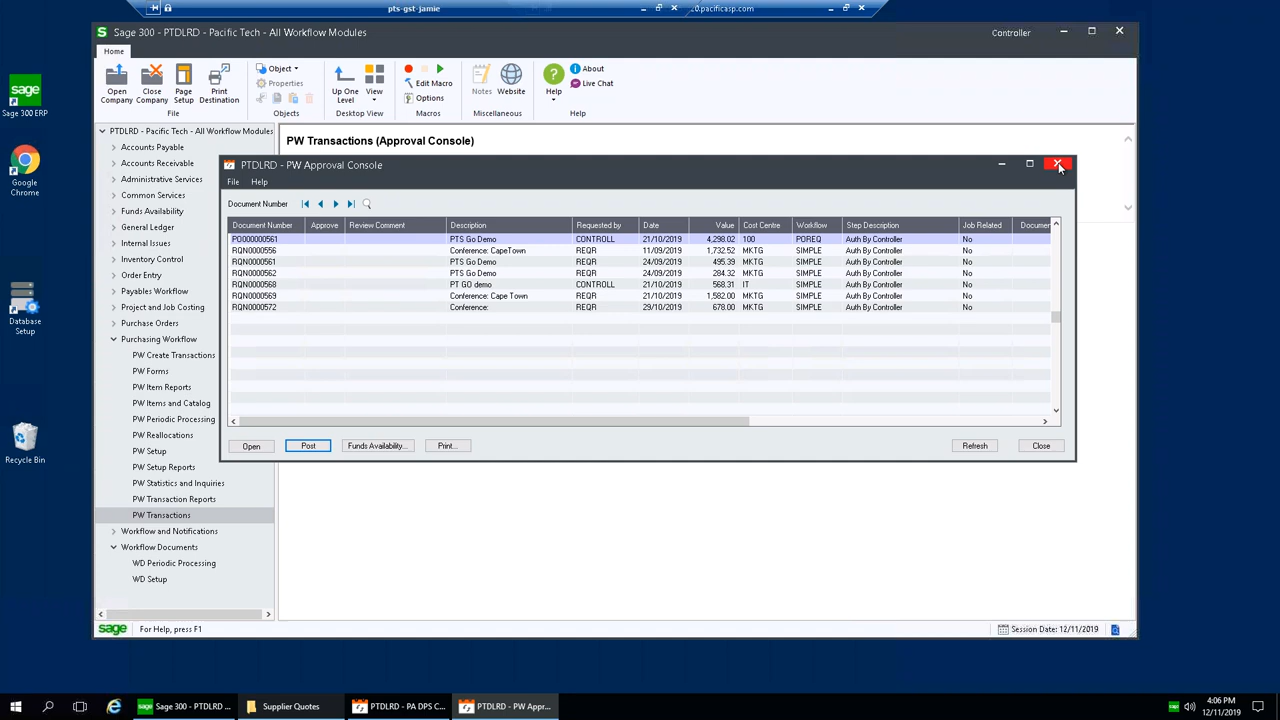 pts-gst-jamie
20.pacificasp.com
Sage 300 - PTDLRD - Pacific Tech - All Workflow Modules
Controller
Home
Open Company
Close Company
Page Setup
Print Destination
File
Object
Properties
Objects
Up One Level
View
Desktop View
Edit Macro
Options
Macros
Notes
Website
Miscellaneous
Help
About
Live Chat
Help
Sage 300 ERP
Google Chrome
Database Setup
Recycle Bin
PTDLRD - Pacific Tech - All Workflow Modules
Accounts Payable
Accounts Receivable
Administrative Services
Common Services
Funds Availability
General Ledger
Internal Issues
Inventory Control
Order Entry
Payables Workflow
Project and Job Costing
Purchase Orders
Purchasing Workflow
PW Create Transactions
PW Forms
PW Item Reports
PW Items and Catalog
PW Periodic Processing
PW Reallocations
PW Setup
PW Setup Reports
PW Statistics and Inquiries
PW Transaction Reports
PW Transactions
Workflow and Notifications
Workflow Documents
WD Periodic Processing
WD Setup
PW Transactions (Approval Console)
PTDLRD - PW Approval Console
File Help
Document Number
Document Number Approve Review Comment Description Requested by Date Value Cost Centre Workflow Step Description Job Related Documer
PO000000561 PTS Go Demo CONTROLL 21/10/2019 4,298.02 100 POREQ Auth By Controller No
RQN0000556 Conference: CapeTown REQR 11/09/2019 1,732.52 MKTG SIMPLE Auth By Controller No
RQN0000561 PTS Go Demo REQR 24/09/2019 495.39 MKTG SIMPLE Auth By Controller No
RQN0000562 PTS Go Demo REQR 24/09/2019 284.32 MKTG SIMPLE Auth By Controller No
RQN0000568 PT GO demo CONTROLL 21/10/2019 568.31 IT SIMPLE Auth By Controller No
RQN0000569 Conference: Cape Town REQR 21/10/2019 1,582.00 MKTG SIMPLE Auth By Controller No
RQN0000572 Conference: REQR 29/10/2019 678.00 MKTG SIMPLE Auth By Controller No
Open Post Funds Availability... Print... Refresh Close
sage For Help, press F1
Session Date: 12/11/2019
Sage 300 - PTDLRD ...
Supplier Quotes
PTDLRD - PA DPS C...
PTDLRD - PW Appr...
4:06 PM
12/11/2019